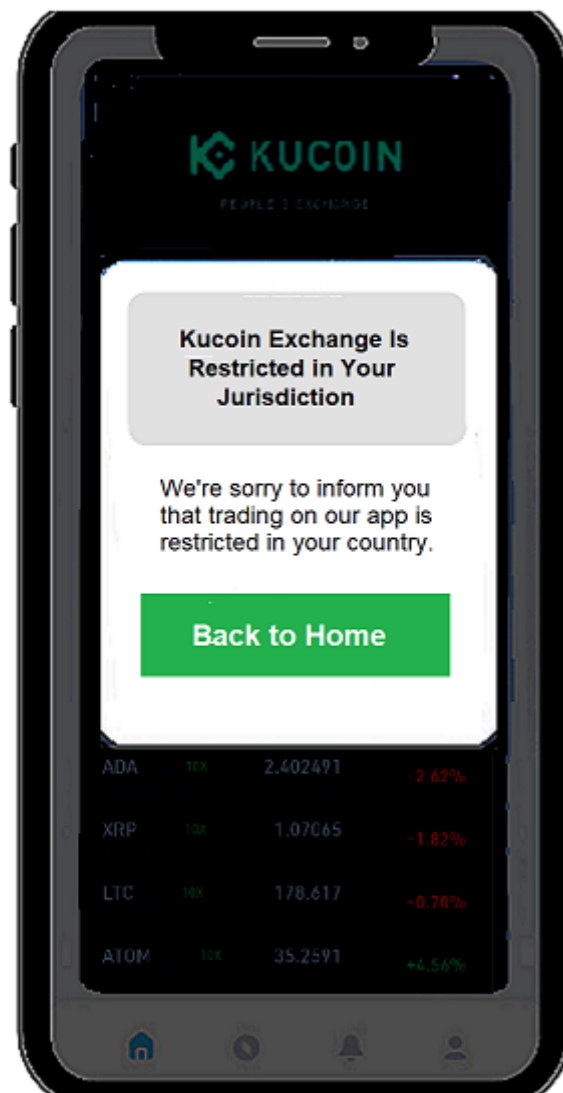 KUCOIN
PEOPLE'S EXCHANGE
Kucoin Exchange Is
Restricted in Your
Jurisdiction
We're sorry to inform you
that trading on our app is
restricted in your country.
Back to Home
ADA 10X 2.402491 -2.62%
XRP 10X 1.07065 -1.82%
LTC 10X 178.617 -0.70%
ATOM 10X 35.2591 +4.56%